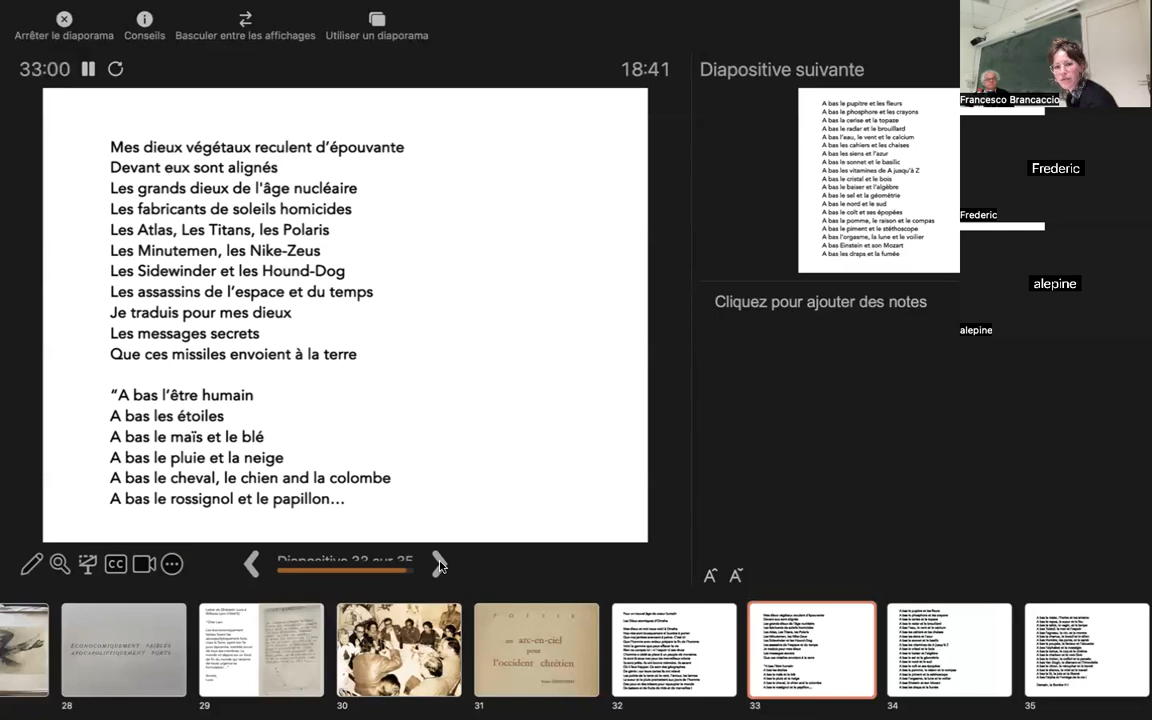 Arrêter le diaporama
Conseils
Basculer entre les affichages
Utiliser un diaporama
33:00
18:41
Diapositive suivante
Mes dieux végétaux reculent d'épouvante
Devant eux sont alignés
Les grands dieux de l'âge nucléaire
Les fabricants de soleils homicides
Les Atlas, Les Titans, les Polaris
Les Minutemen, les Nike-Zeus
Les Sidewinder et les Hound-Dog
Les assassins de l'espace et du temps
Je traduis pour mes dieux
Les messages secrets
Que ces missiles envoient à la terre
“A bas l'être humain
A bas les étoiles
A bas le maïs et le blé
A bas le pluie et la neige
A bas le cheval, le chien and la colombe
A bas le rossignol et le papillon…
A bas le pupitre et les fleurs
A bas le phosphore et les crayons
A bas la cerise et la topaze
A bas le radar et le brouillard
A bas l'eau, le vent et le calcium
A bas les cahiers et les chaises
A bas les siens et l'azur
A bas le sonnet et le basilic
A bas les vitamines de A jusqu'à Z
A bas le cristal et le bois
A bas le baiser et l'algèbre
A bas le sel et la géométrie
A bas le nord et le sud
A bas le coït et ses épopées
A bas la pomme, le raison et le compas
A bas le piment et le stéthoscope
A bas l'orgasme, la lune et le voilier
A bas Einstein et son Mozart
A bas les draps et la fumée
Cliquez pour ajouter des notes
Francesco Brancaccio
Frederic
Frederic
alepine
alepine
Diapositive 33 sur 35
CC
ÉCONOMIQUEMENT FAIBLES
APOCALYPTIQUEMENT FORTS
POÉSIE
un arc-en-ciel
pour
l'occident chrétien
28
29
30
31
32
33
34
35